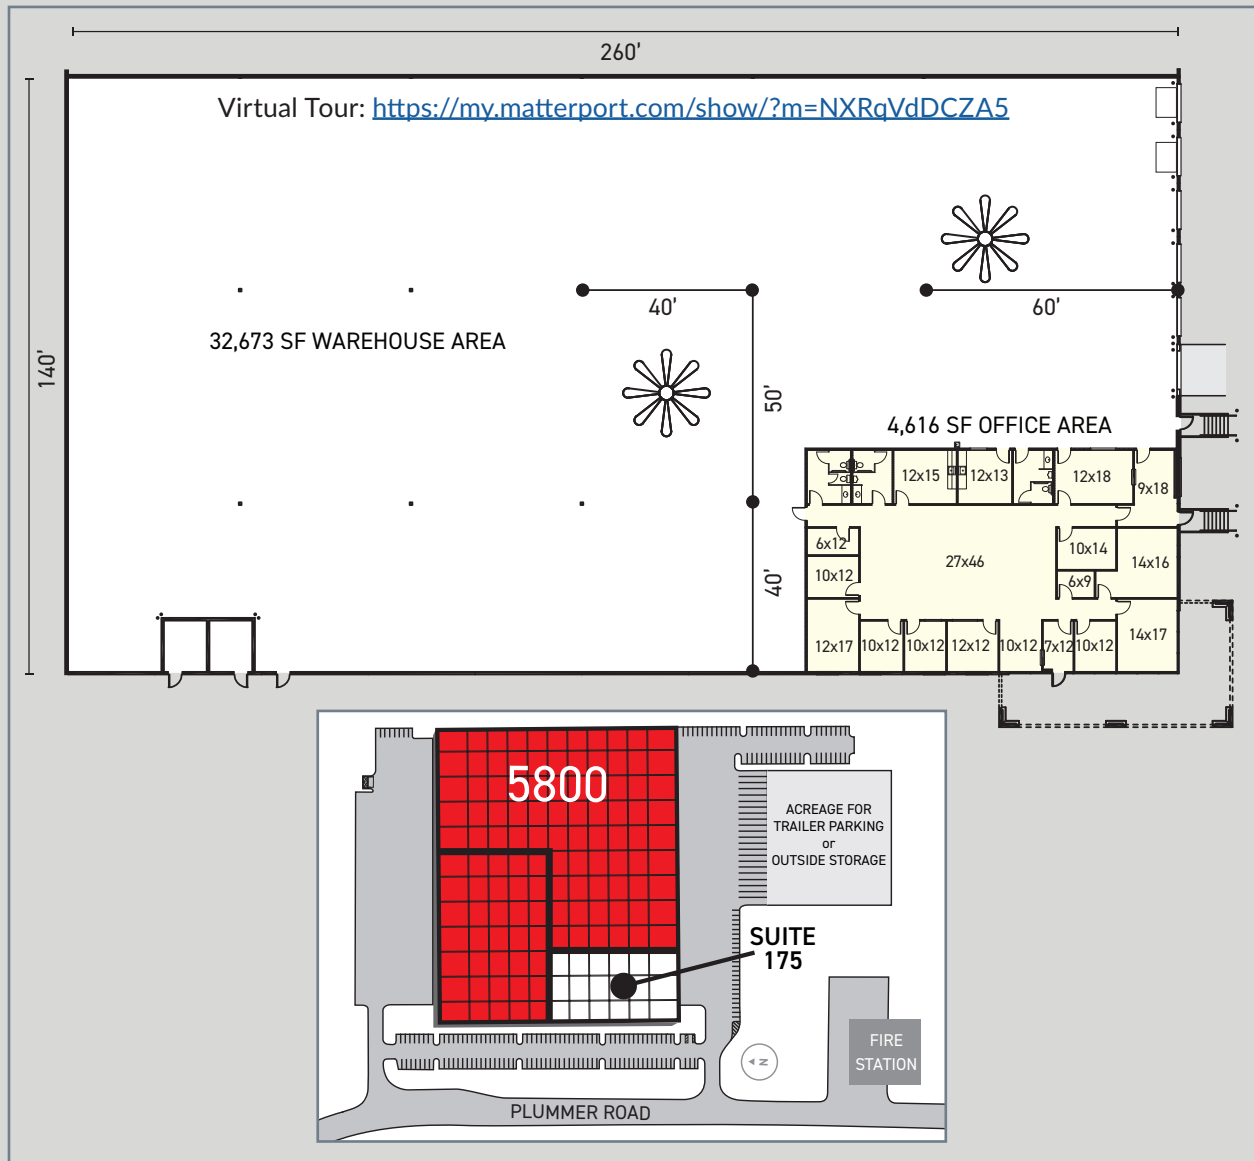 260'
Virtual Tour: https://my.matterport.com/show/?m=NXRqVdDCZA5
140'
40'
60'
32,673 SF WAREHOUSE AREA
50'
4,616 SF OFFICE AREA
12x15
12x13
12x18
9x18
6x12
27x46
10x14
14x16
10x12
6x9
40'
12x17
10x12
10x12
12x12
10x12
7x12
10x12
14x17
5800
ACREAGE FOR
TRAILER PARKING
or
OUTSIDE STORAGE
SUITE
175
N
FIRE
STATION
PLUMMER ROAD